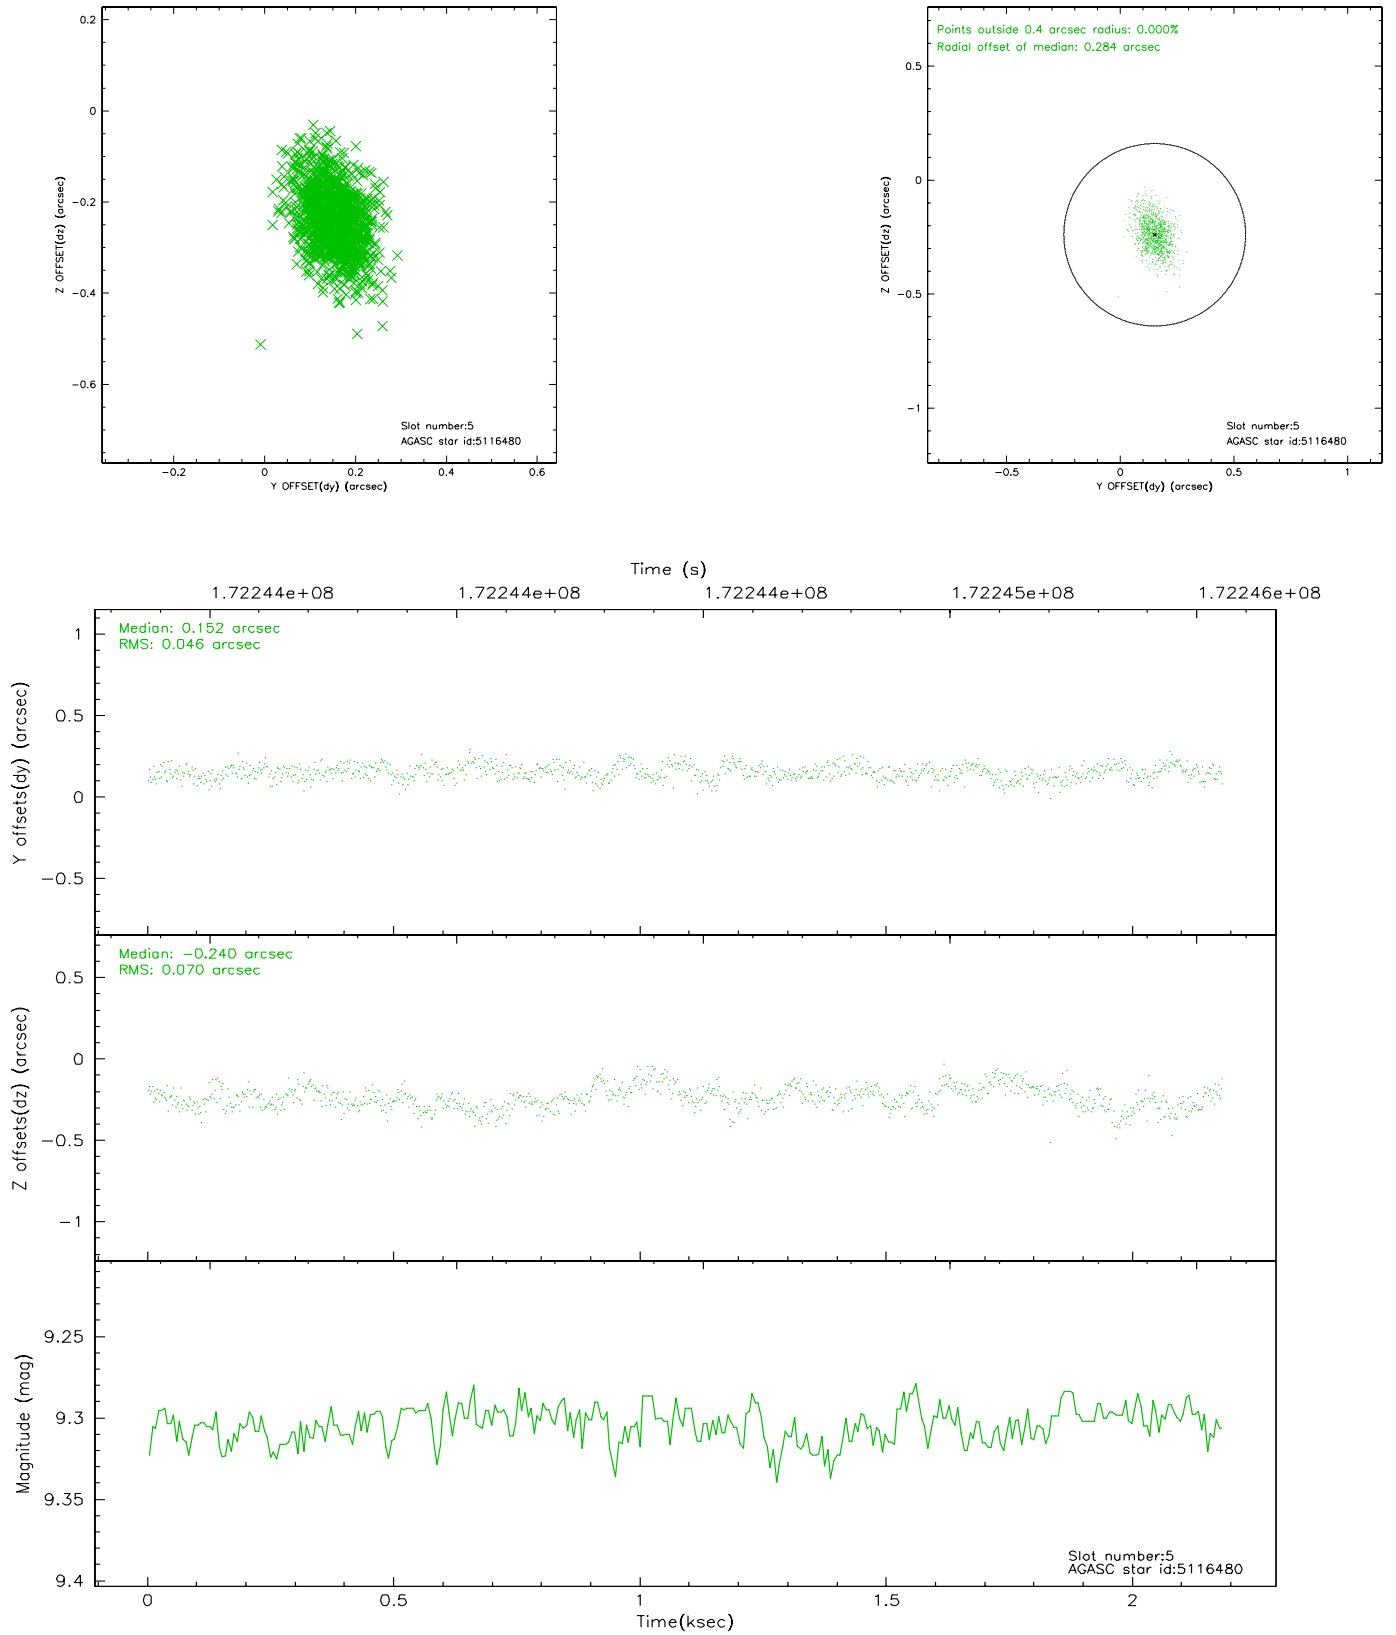 0.2
0
−0.2
−0.4
−0.6
Z OFFSET(dz) (arcsec)
Slot number:5
AGASC star id:5116480
−0.2 0 0.2 0.4 0.6
Y OFFSET(dy) (arcsec)
Points outside 0.4 arcsec radius: 0.000%
Radial offset of median: 0.284 arcsec
0.5
0
−0.5
−1
Z OFFSET(dz) (arcsec)
Slot number:5
AGASC star id:5116480
−0.5 0 0.5 1
Y OFFSET(dy) (arcsec)
Time (s)
1.72244e+08 1.72244e+08 1.72244e+08 1.72245e+08 1.72246e+08
Median: 0.152 arcsec
RMS: 0.046 arcsec
1
0.5
0
−0.5
Y offsets(dy) (arcsec)
Median: −0.240 arcsec
RMS: 0.070 arcsec
0.5
0
−0.5
−1
Z offsets(dz) (arcsec)
9.25
9.3
9.35
9.4
Magnitude (mag)
Slot number:5
AGASC star id:5116480
0 0.5 1 1.5 2
Time(ksec)